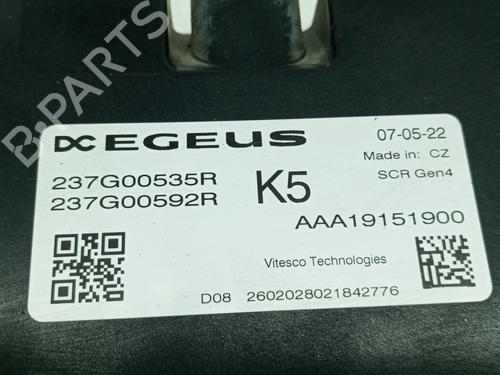 B-PARTS
EGEUS
07-05-22
237G00535R
237G00592R
K5
Made in: CZ
SCR Gen4
AAA19151900
Vitesco Technologies
D08 2602028021842776